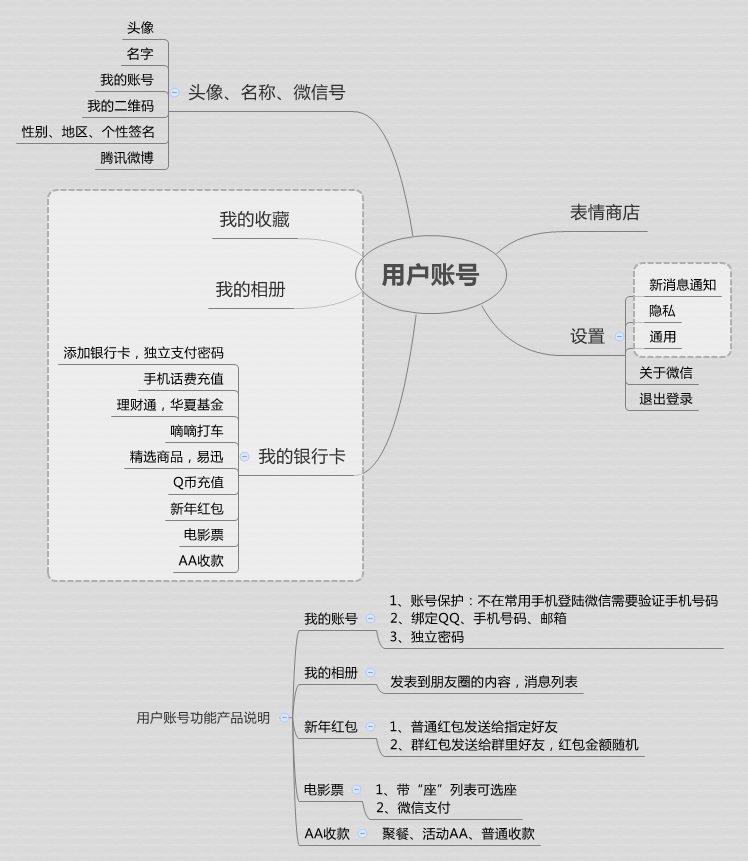 头像
名字
我的账号
我的二维码
性别、地区、个性签名
腾讯微博
头像、名称、微信号
我的收藏
我的相册
添加银行卡，独立支付密码
手机话费充值
理财通，华夏基金
嘀嘀打车
精选商品，易迅
Q币充值
新年红包
电影票
AA收款
我的银行卡
用户账号
表情商店
设置
新消息通知
隐私
通用
关于微信
退出登录
用户账号功能产品说明
我的账号
1、账号保护：不在常用手机登陆微信需要验证手机号码
2、绑定QQ、手机号码、邮箱
3、独立密码
我的相册
发表到朋友圈的内容，消息列表
新年红包
1、普通红包发送给指定好友
2、群红包发送给群里好友，红包金额随机
电影票
1、带“座”列表可选座
2、微信支付
AA收款
聚餐、活动AA、普通收款